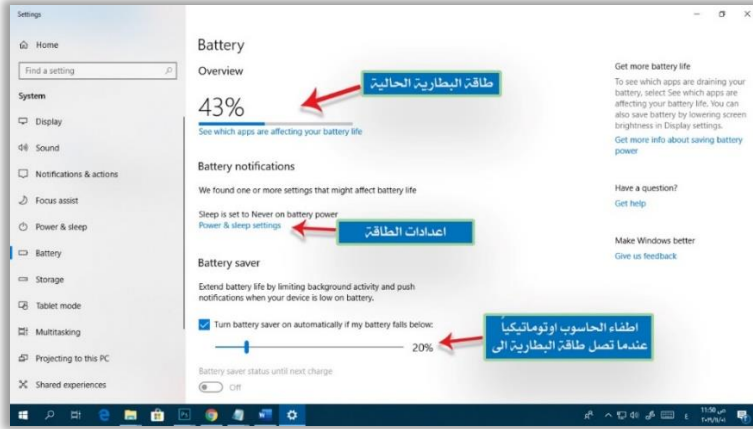 Settings
Home
Find a setting
System
Display
Sound
Notifications & actions
Focus assist
Power & sleep
Battery
Storage
Tablet mode
Multitasking
Projecting to this PC
Shared experiences
Battery
Overview
طاقة البطارية الحالية
43%
See which apps are affecting your battery life
Battery notifications
We found one or more settings that might affect battery life
Sleep is set to Never on battery power
Power & sleep settings
اعدادات الطاقة
Battery saver
Extend battery life by limiting background activity and push
notifications when your device is low on battery.
Turn battery saver on automatically if my battery falls below:
20%
اطفاء الحاسوب اوتوماتيكياً
عندما تصل طاقة البطارية الى
Battery saver status until next charge
Off
Get more battery life
To see which apps are draining your
battery, select See which apps are
affecting your battery life. You can
also save battery by lowering screen
brightness in Display settings.
Get more info about saving battery
power
Have a question?
Get help
Make Windows better
Give us feedback
ع
11:50 ص